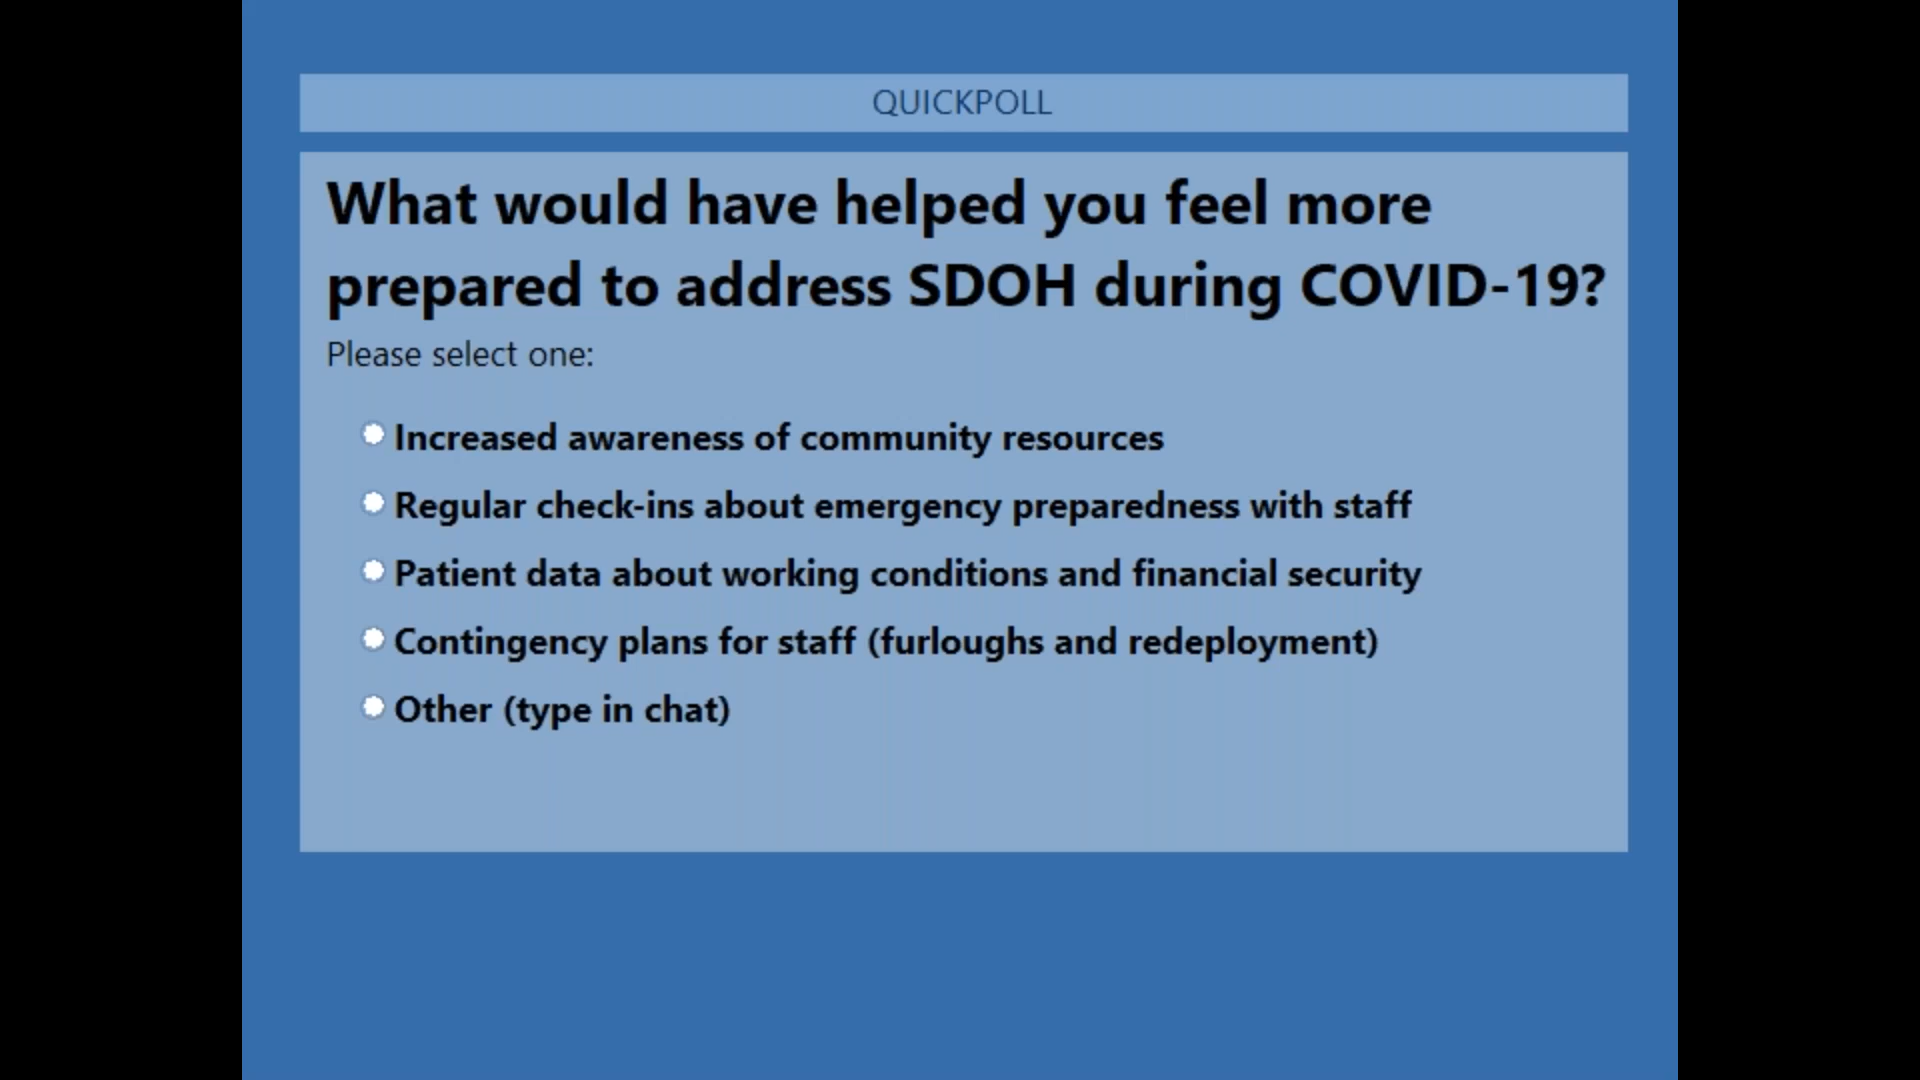 QUICKPOLL
What would have helped you feel more
prepared to address SDOH during COVID-19?
Please select one:
Increased awareness of community resources
Regular check-ins about emergency preparedness with staff
Patient data about working conditions and financial security
Contingency plans for staff (furloughs and redeployment)
Other (type in chat)